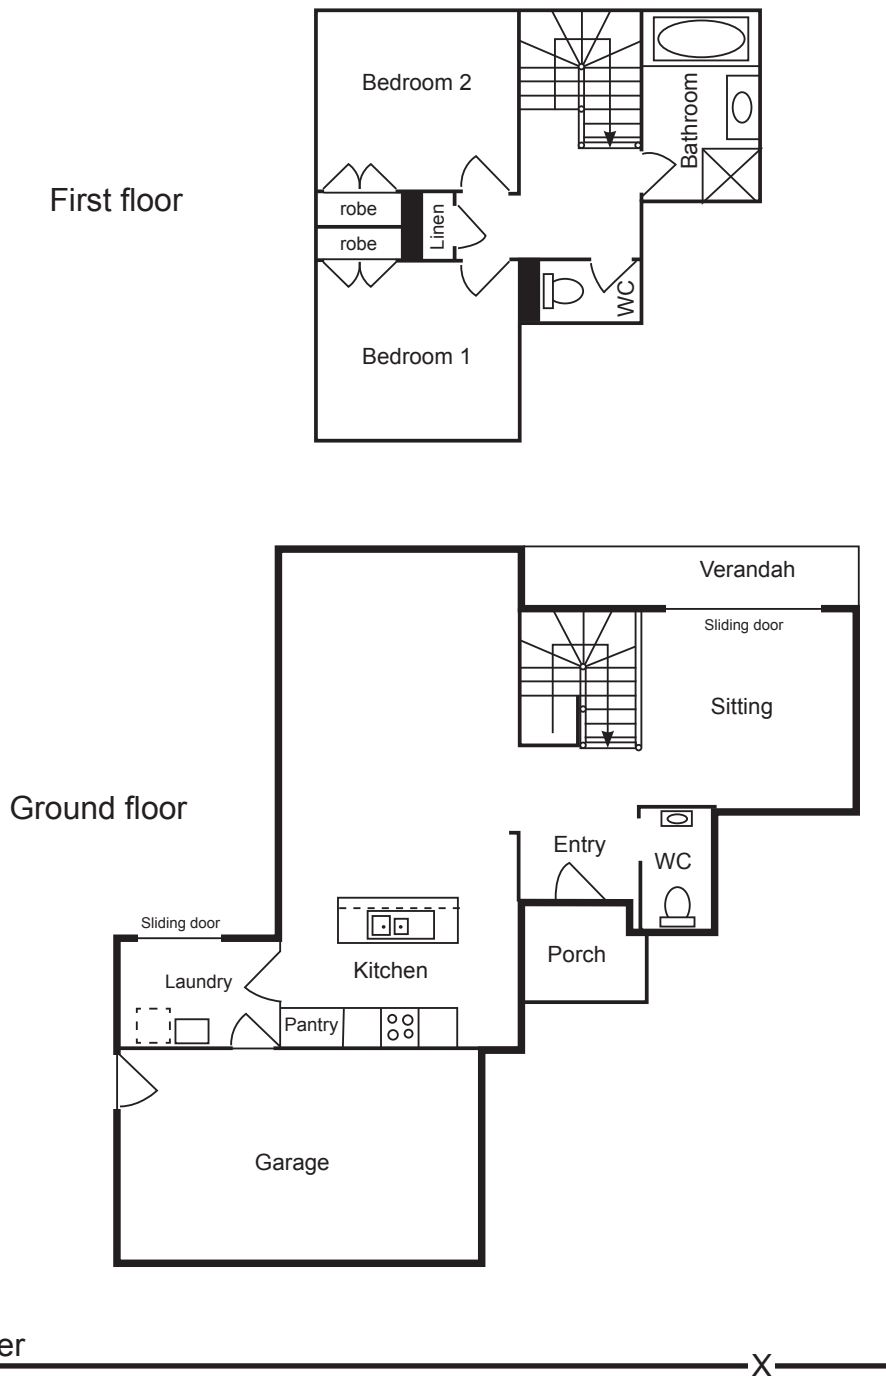 Bedroom 2
Bathroom
First floor
robe
Linen
robe
WC
Bedroom 1
Verandah
Sliding door
Sitting
Ground floor
Entry
WC
Sliding door
Porch
Kitchen
Laundry
Pantry
Garage
er
X